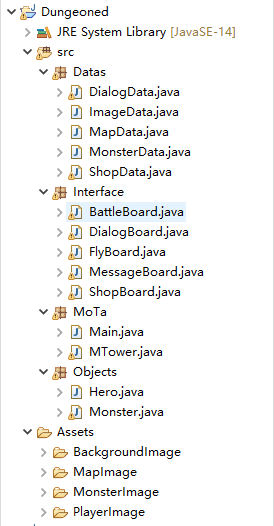 Dungeoned
JRE System Library [JavaSE-14]
src
Datas
DialogData.java
ImageData.java
MapData.java
MonsterData.java
ShopData.java
Interface
BattleBoard.java
DialogBoard.java
FlyBoard.java
MessageBoard.java
ShopBoard.java
MoTa
Main.java
MTower.java
Objects
Hero.java
Monster.java
Assets
BackgroundImage
MapImage
MonsterImage
PlayerImage